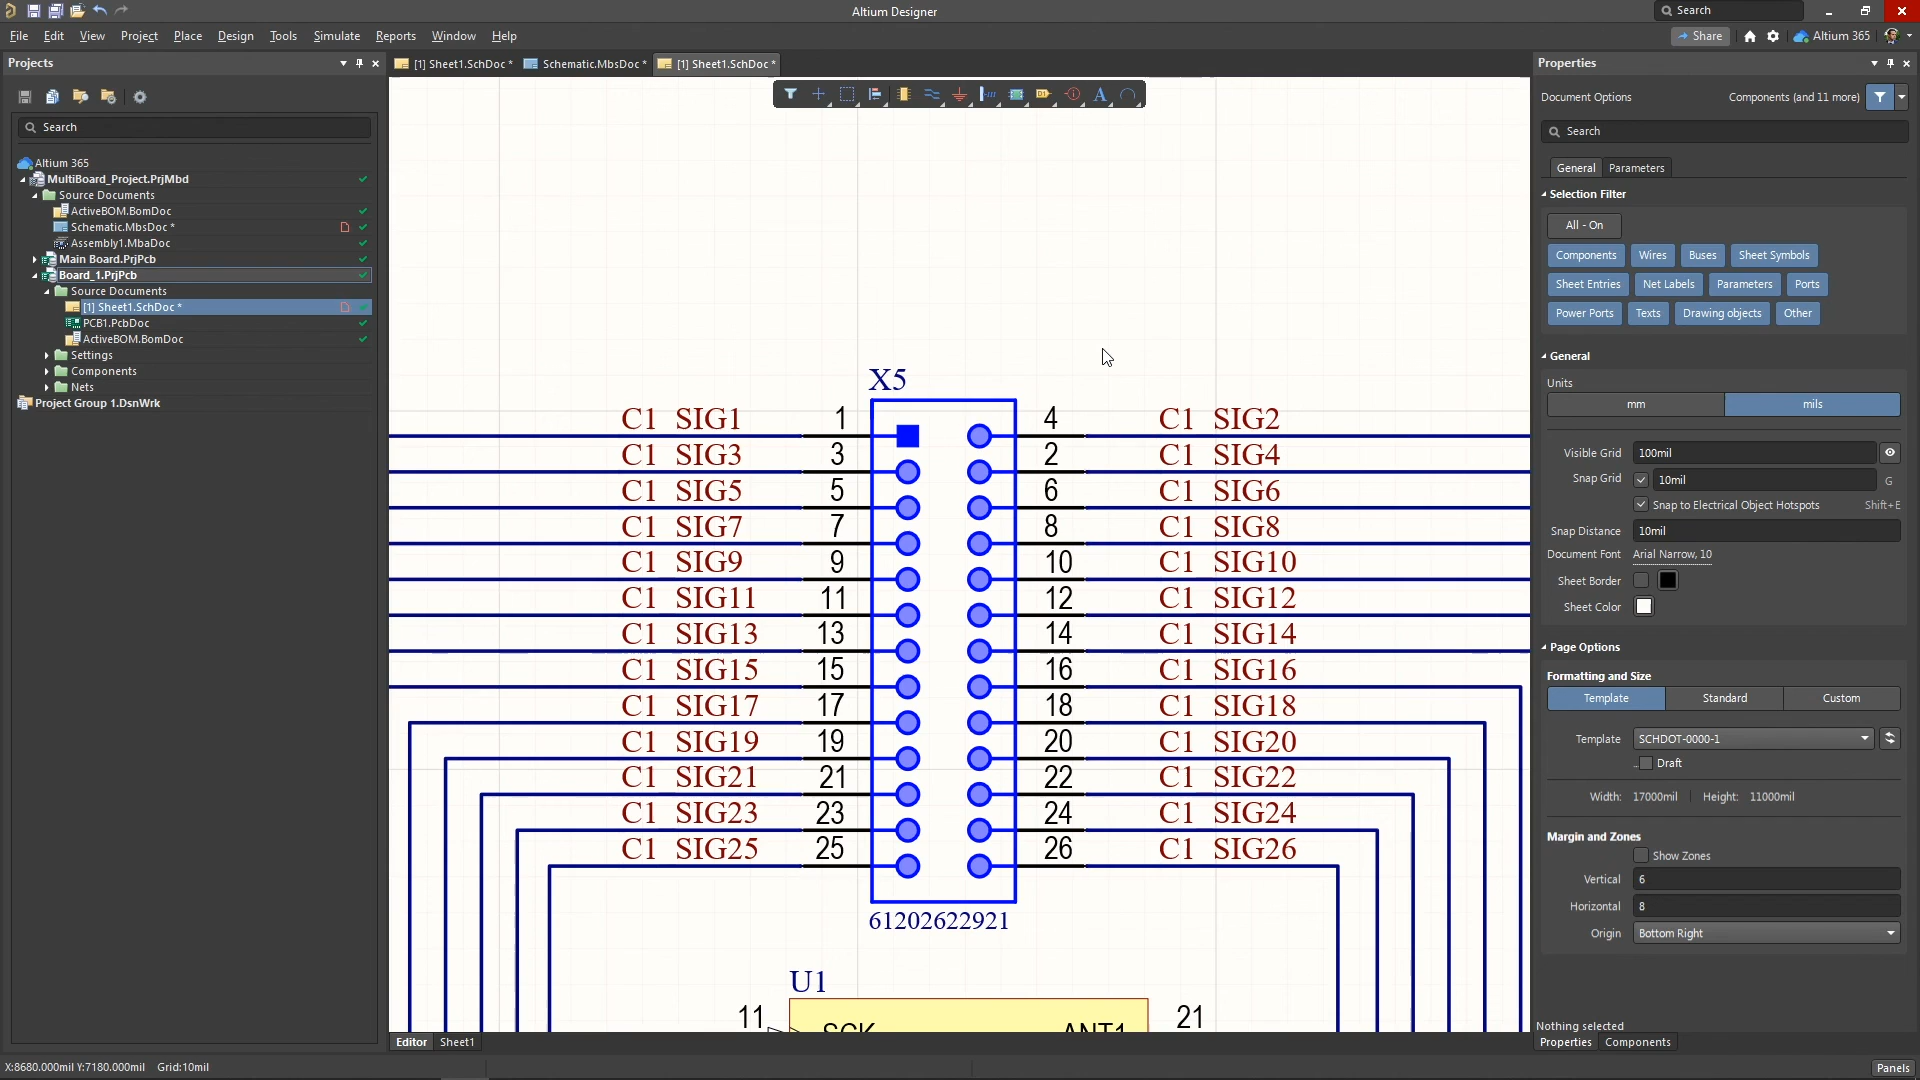 Altium Designer
Search
File Edit View Project Place Design Tools Simulate Reports Window Help
Share
Altium 365
Projects
Search
Altium 365
MultiBoard_Project.PrjMbd
Source Documents
ActiveBOM.BomDoc
Schematic.MbsDoc *
Assembly1.MbaDoc
Main Board.PrjPcb
Board_1.PrjPcb
Source Documents
[1] Sheet1.SchDoc *
PCB1.PcbDoc
ActiveBOM.BomDoc
Settings
Components
Nets
Project Group 1.DsnWrk
[1] Sheet1.SchDoc * Schematic.MbsDoc * [1] Sheet1.SchDoc *
X5
C1 SIG1 1 4 C1 SIG2
C1 SIG3 3 2 C1 SIG4
C1 SIG5 5 6 C1 SIG6
C1 SIG7 7 8 C1 SIG8
C1 SIG9 9 10 C1 SIG10
C1 SIG11 11 12 C1 SIG12
C1 SIG13 13 14 C1 SIG14
C1 SIG15 15 16 C1 SIG16
C1 SIG17 17 18 C1 SIG18
C1 SIG19 19 20 C1 SIG20
C1 SIG21 21 22 C1 SIG22
C1 SIG23 23 24 C1 SIG24
C1 SIG25 25 26 C1 SIG26
61202622921
U1
11 SCK ANT1 21
Editor Sheet1
Properties
Document Options Components (and 11 more)
Search
General Parameters
Selection Filter
All - On
Components Wires Buses Sheet Symbols
Sheet Entries Net Labels Parameters Ports
Power Ports Texts Drawing objects Other
General
Units
mm mils
Visible Grid 100mil
Snap Grid 10mil G
Snap to Electrical Object Hotspots Shift+E
Snap Distance 10mil
Document Font Arial Narrow, 10
Sheet Border
Sheet Color
Page Options
Formatting and Size
Template Standard Custom
Template SCHDOT-0000-1
... Draft
Width: 17000mil Height: 11000mil
Margin and Zones
Show Zones
Vertical 6
Horizontal 8
Origin Bottom Right
Nothing selected
Properties Components
X:8680.000mil Y:7180.000mil Grid:10mil
Panels